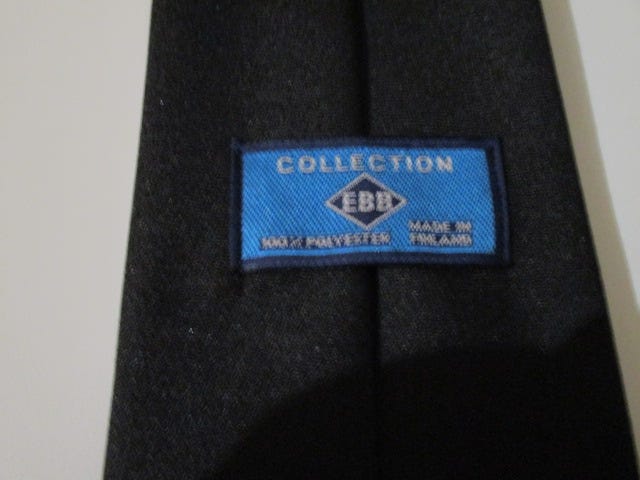 COLLECTION
EBB
100% POLYESTER
MADE IN
FINLAND